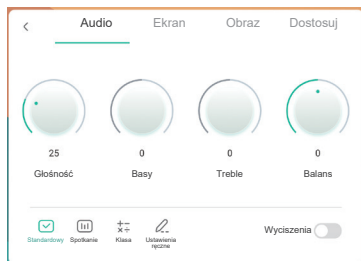 Audio Ekran Obraz Dostosuj
25 0 0 0
Głośność Basy Treble Balans
Standardowy Spotkanie Klasa Ustawienia ręczne
Wyciszenia